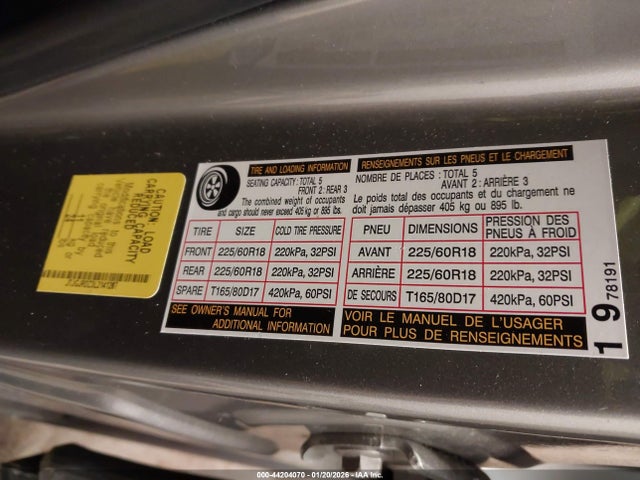 CAUTION: LOAD
CARRYING CAPACITY
REDUCED
Modifications to this
TIRE AND LOADING INFORMATION
SEATING CAPACITY: TOTAL 5
FRONT 2: REAR 3
The combined weight of occupants
and cargo should never exceed 405 kg or 895 lbs.
TIRE SIZE COLD TIRE PRESSURE
FRONT 225/60R18 220kPa, 32PSI
REAR 225/60R18 220kPa, 32PSI
SPARE T165/80D17 420kPa, 60PSI
SEE OWNER'S MANUAL FOR
ADDITIONAL INFORMATION
RENSEIGNEMENTS SUR LES PNEUS ET LE CHARGEMENT
NOMBRE DE PLACES : TOTAL 5
AVANT 2 : ARRIÈRE 3
Le poids total des occupants et du chargement ne
doit jamais dépasser 405 kg ou 895 lb.
PNEU DIMENSIONS PRESSION DES
PNEUS À FROID
AVANT 225/60R18 220kPa, 32PSI
ARRIÈRE 225/60R18 220kPa, 32PSI
DE SECOURS T165/80D17 420kPa, 60PSI
VOIR LE MANUEL DE L'USAGER
POUR PLUS DE RENSEIGNEMENTS
1 9 78191
000-44204070 — 01/20/2026 — IAA Inc.